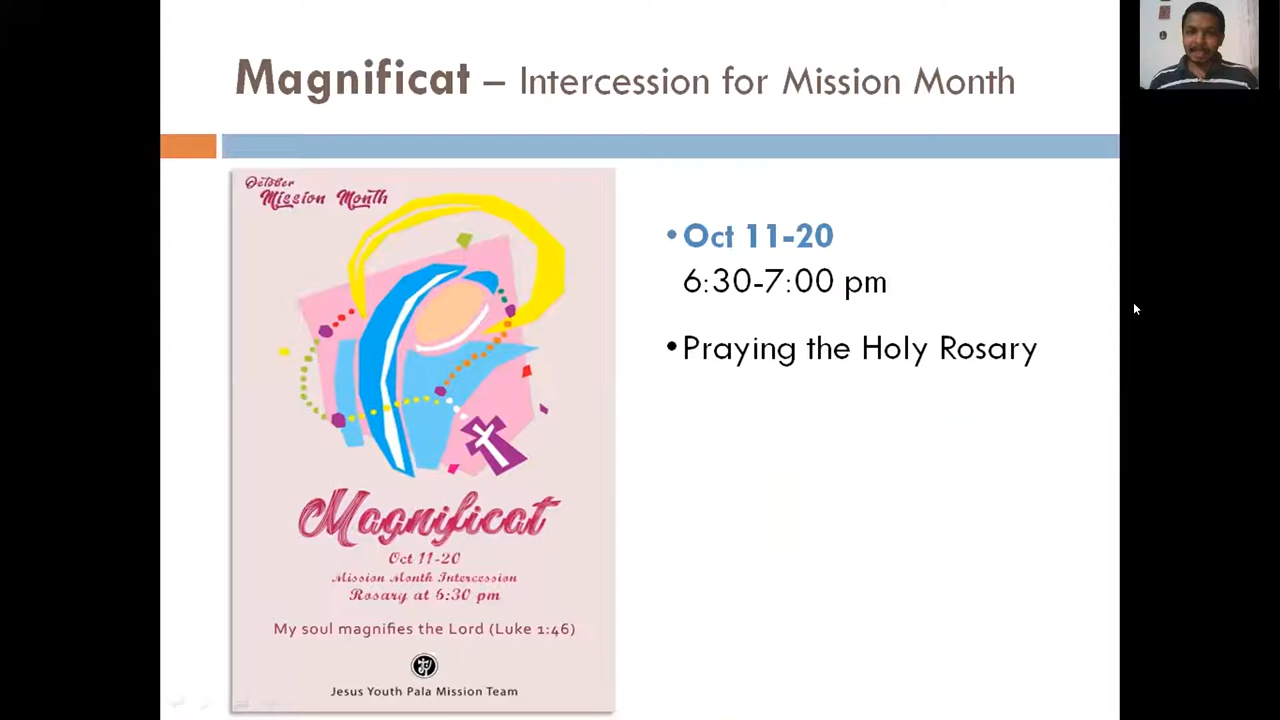 Magnificat – Intercession for Mission Month
October
Mission Month
Magnificat
Oct 11-20
Mission Month Intercession
Rosary at 6:30 pm
My soul magnifies the Lord (Luke 1:46)
Jesus Youth Pala Mission Team
•Oct 11-20
6:30-7:00 pm
•Praying the Holy Rosary